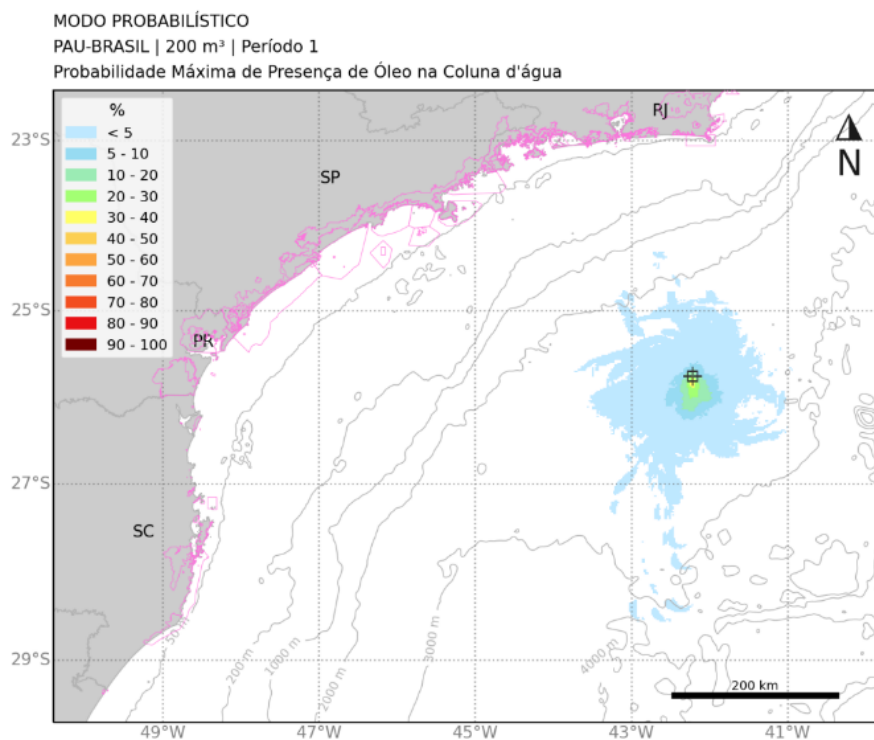 MODO PROBABILÍSTICO
PAU-BRASIL | 200 m³ | Período 1
Probabilidade Máxima de Presença de Óleo na Coluna d'água
%
< 5
5 - 10
10 - 20
20 - 30
30 - 40
40 - 50
50 - 60
60 - 70
70 - 80
80 - 90
90 - 100
RJ
SP
PR
SC
N
23°S
25°S
27°S
29°S
50 m
200 m
1000 m
2000 m
3000 m
4000 m
200 km
49°W
47°W
45°W
43°W
41°W